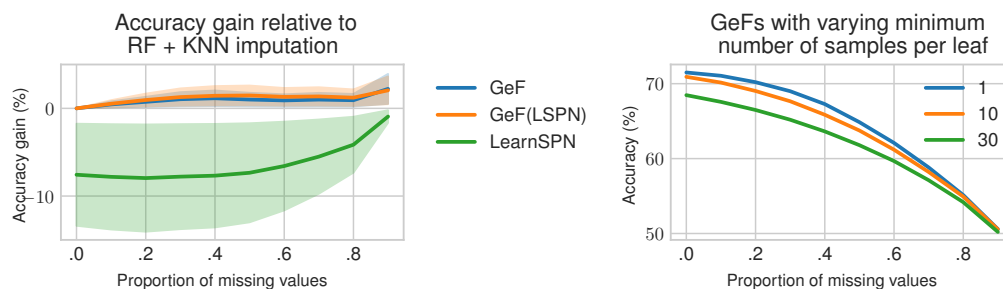 Accuracy gain relative to
RF + KNN imputation
Accuracy gain (%)
0
−10
.0
.2
.4
.6
.8
Proportion of missing values
GeF
GeF(LSPN)
LearnSPN
GeFs with varying minimum
number of samples per leaf
Accuracy (%)
70
60
50
1
10
30
.0
.2
.4
.6
.8
Proportion of missing values